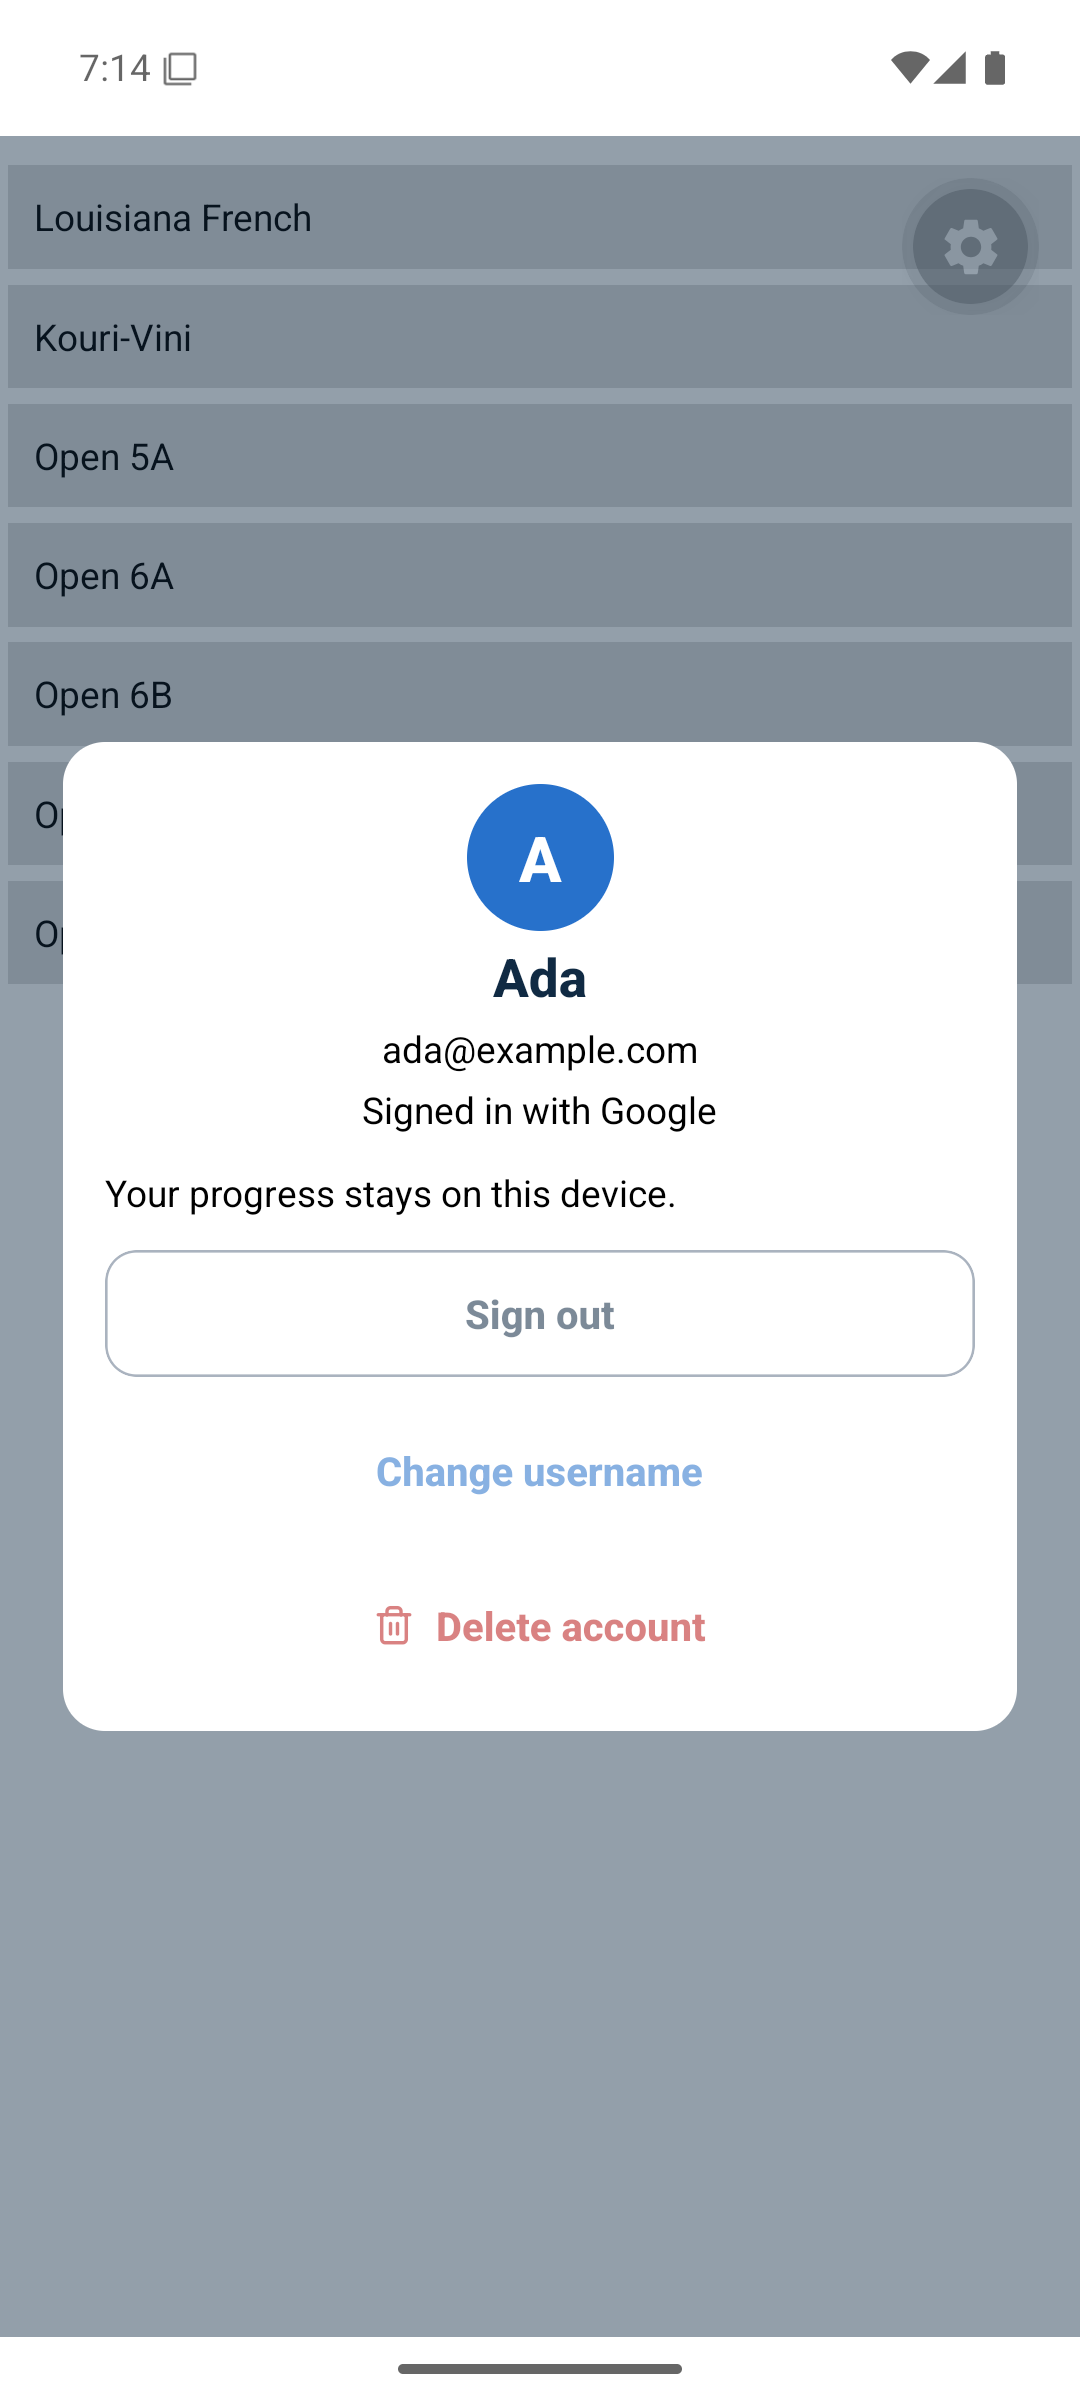 7:14
Louisiana French
Kouri-Vini
Open 5A
Open 6A
Open 6B
A
Ada
ada@example.com
Signed in with Google
Your progress stays on this device.
Sign out
Change username
Delete account